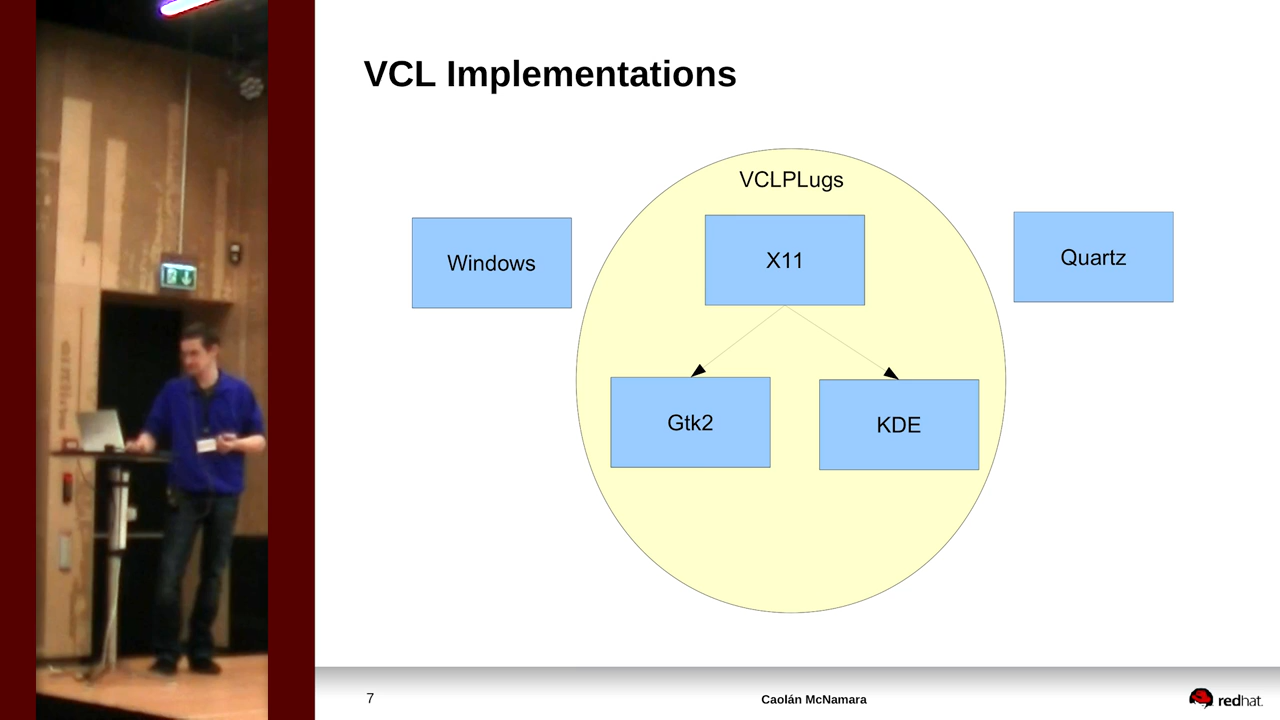 VCL Implementations
VCLPLugs
Windows
X11
Quartz
Gtk2
KDE
7
Caolán McNamara
redhat.